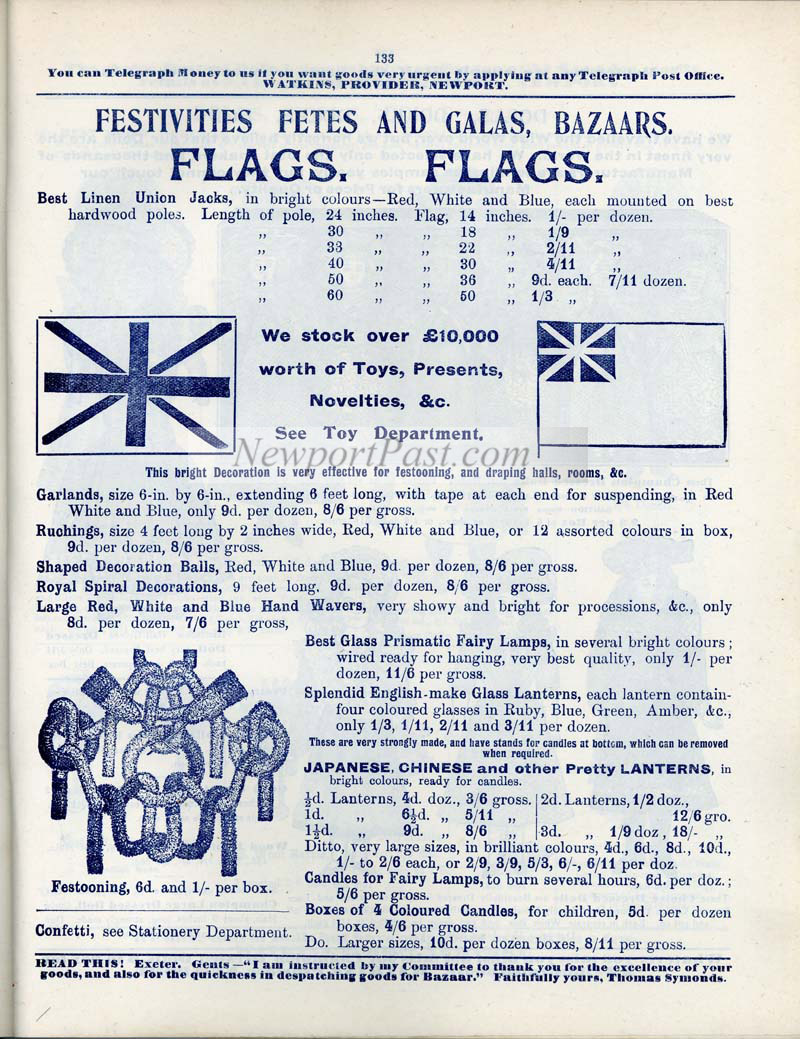 133
You can Telegraph Money to us if you want goods very urgent by applying at any Telegraph Post Office.
WATKINS, PROVIDER, NEWPORT.
FESTIVITIES FETES AND GALAS, BAZAARS.
FLAGS. FLAGS.
Best Linen Union Jacks, in bright colours—Red, White and Blue, each mounted on best
hardwood poles. Length of pole, 24 inches. Flag, 14 inches. 1/- per dozen.
„ 30 „ „ 18 „ 1/9 „
„ 33 „ „ 22 „ 2/11 „
„ 40 „ „ 30 „ 4/11 „
„ 50 „ „ 36 „ 9d. each. 7/11 dozen.
„ 60 „ „ 50 „ 1/3 „
We stock over £10,000
worth of Toys, Presents,
Novelties, &c.
See Toy Department.
NewportPast.com
This bright Decoration is very effective for festooning, and draping halls, rooms, &c.
Garlands, size 6-in. by 6-in., extending 6 feet long, with tape at each end for suspending, in Red
White and Blue, only 9d. per dozen, 8/6 per gross.
Ruchings, size 4 feet long by 2 inches wide, Red, White and Blue, or 12 assorted colours in box,
9d. per dozen, 8/6 per gross.
Shaped Decoration Balls, Red, White and Blue, 9d. per dozen, 8/6 per gross.
Royal Spiral Decorations, 9 feet long, 9d. per dozen, 8/6 per gross.
Large Red, White and Blue Hand Wavers, very showy and bright for processions, &c., only
8d. per dozen, 7/6 per gross,
Best Glass Prismatic Fairy Lamps, in several bright colours;
wired ready for hanging, very best quality, only 1/- per
dozen, 11/6 per gross.
Splendid English-make Glass Lanterns, each lantern contain-
four coloured glasses in Ruby, Blue, Green, Amber, &c.,
only 1/3, 1/11, 2/11 and 3/11 per dozen.
These are very strongly made, and have stands for candles at bottom, which can be removed
when required.
JAPANESE, CHINESE and other Pretty LANTERNS, in
bright colours, ready for candles.
½d. Lanterns, 4d. doz., 3/6 gross. 2d. Lanterns, 1/2 doz.,
1d. „ 6½d. „ 5/11 „ 12/6 gro.
1½d. „ 9d. „ 8/6 „ 3d. „ 1/9 doz, 18/- „
Ditto, very large sizes, in brilliant colours, 4d., 6d., 8d., 10d.,
1/- to 2/6 each, or 2/9, 3/9, 5/3, 6/-, 6/11 per doz.
Candles for Fairy Lamps, to burn several hours, 6d. per doz.;
5/6 per gross.
Boxes of 4 Coloured Candles, for children, 5d. per dozen
boxes, 4/6 per gross.
Do. Larger sizes, 10d. per dozen boxes, 8/11 per gross.
Festooning, 6d. and 1/- per box.
Confetti, see Stationery Department.
READ THIS! Exeter. Gents—"I am instructed by my Committee to thank you for the excellence of your
goods, and also for the quickness in despatching goods for Bazaar." Faithfully yours, Thomas Symonds.